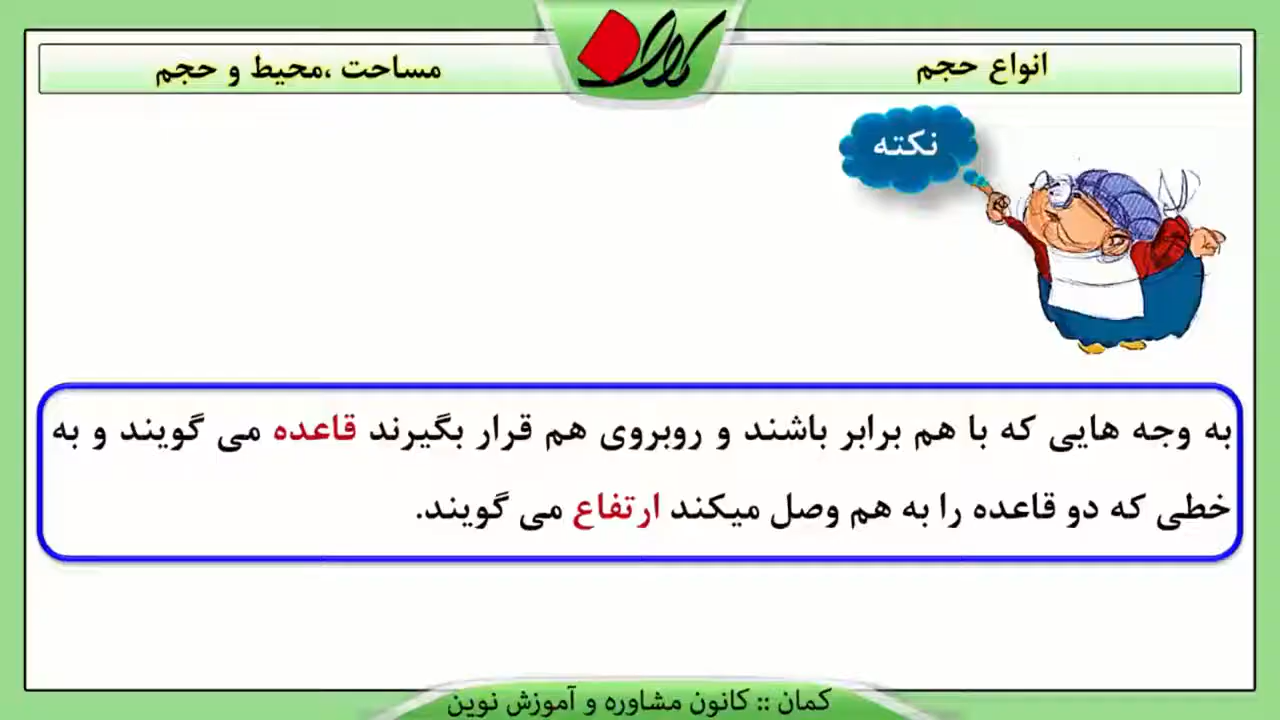 انواع حجم
کمان
مساحت ،محیط و حجم
نکته
به وجه هایی که با هم برابر باشند و روبروی هم قرار بگیرند قاعده می گویند و به
خطی که دو قاعده را به هم وصل میکند ارتفاع می گویند.
کمان :: کانون مشاوره و آموزش نوین